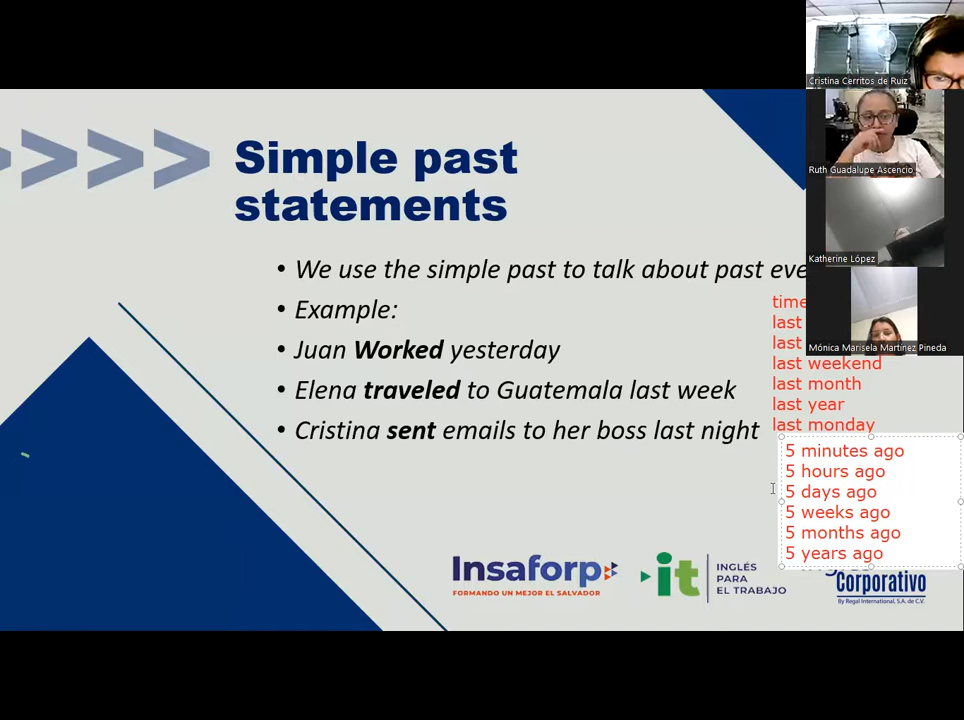 Simple past
statements
• We use the simple past to talk about past eve
• Example:
• Juan Worked yesterday
• Elena traveled to Guatemala last week
• Cristina sent emails to her boss last night
time
last
last
last weekend
last month
last year
last monday
5 minutes ago
5 hours ago
5 days ago
5 weeks ago
5 months ago
5 years ago
Insaforp
FORMANDO UN MEJOR EL SALVADOR
it
INGLÉS
PARA
EL TRABAJO
Corporativo
By Regal International, S.A. de C.V.
Cristina Cerritos de Ruiz
Ruth Guadalupe Ascencio
Katherine López
Mónica Marisela Martínez Pineda